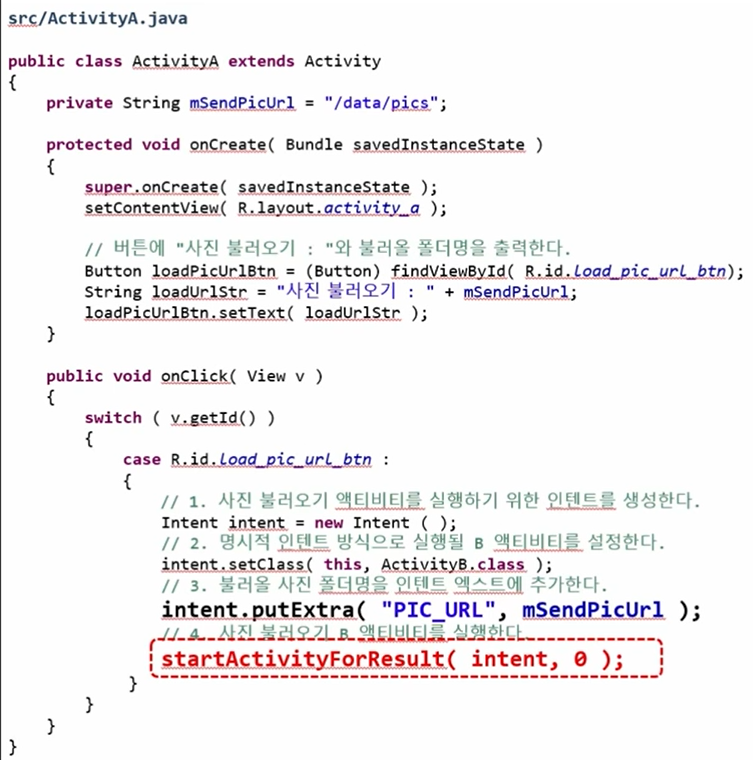 src/ActivityA.java
public class ActivityA extends Activity
{
private String mSendPicUrl = "/data/pics";
protected void onCreate( Bundle savedInstanceState )
{
super.onCreate( savedInstanceState );
setContentView( R.layout.activity_a );
// 버튼에 "사진 불러오기 : "와 불러올 폴더명을 출력한다.
Button loadPicUrlBtn = (Button) findViewById( R.id.load_pic_url_btn);
String loadUrlStr = "사진 불러오기 : " + mSendPicUrl;
loadPicUrlBtn.setText( loadUrlStr );
}
public void onClick( View v )
{
switch ( v.getId() )
{
case R.id.load_pic_url_btn :
{
// 1. 사진 불러오기 액티비티를 실행하기 위한 인텐트를 생성한다.
Intent intent = new Intent ( );
// 2. 명시적 인텐트 방식으로 실행될 B 액티비티를 설정한다.
intent.setClass( this, ActivityB.class );
// 3. 불러올 사진 폴더명을 인텐트 엑스트에 추가한다.
intent.putExtra( "PIC_URL", mSendPicUrl );
// 4. 사진 불러오기 B 액티비티를 실행한다
startActivityForResult( intent, 0 );
}
}
}
}